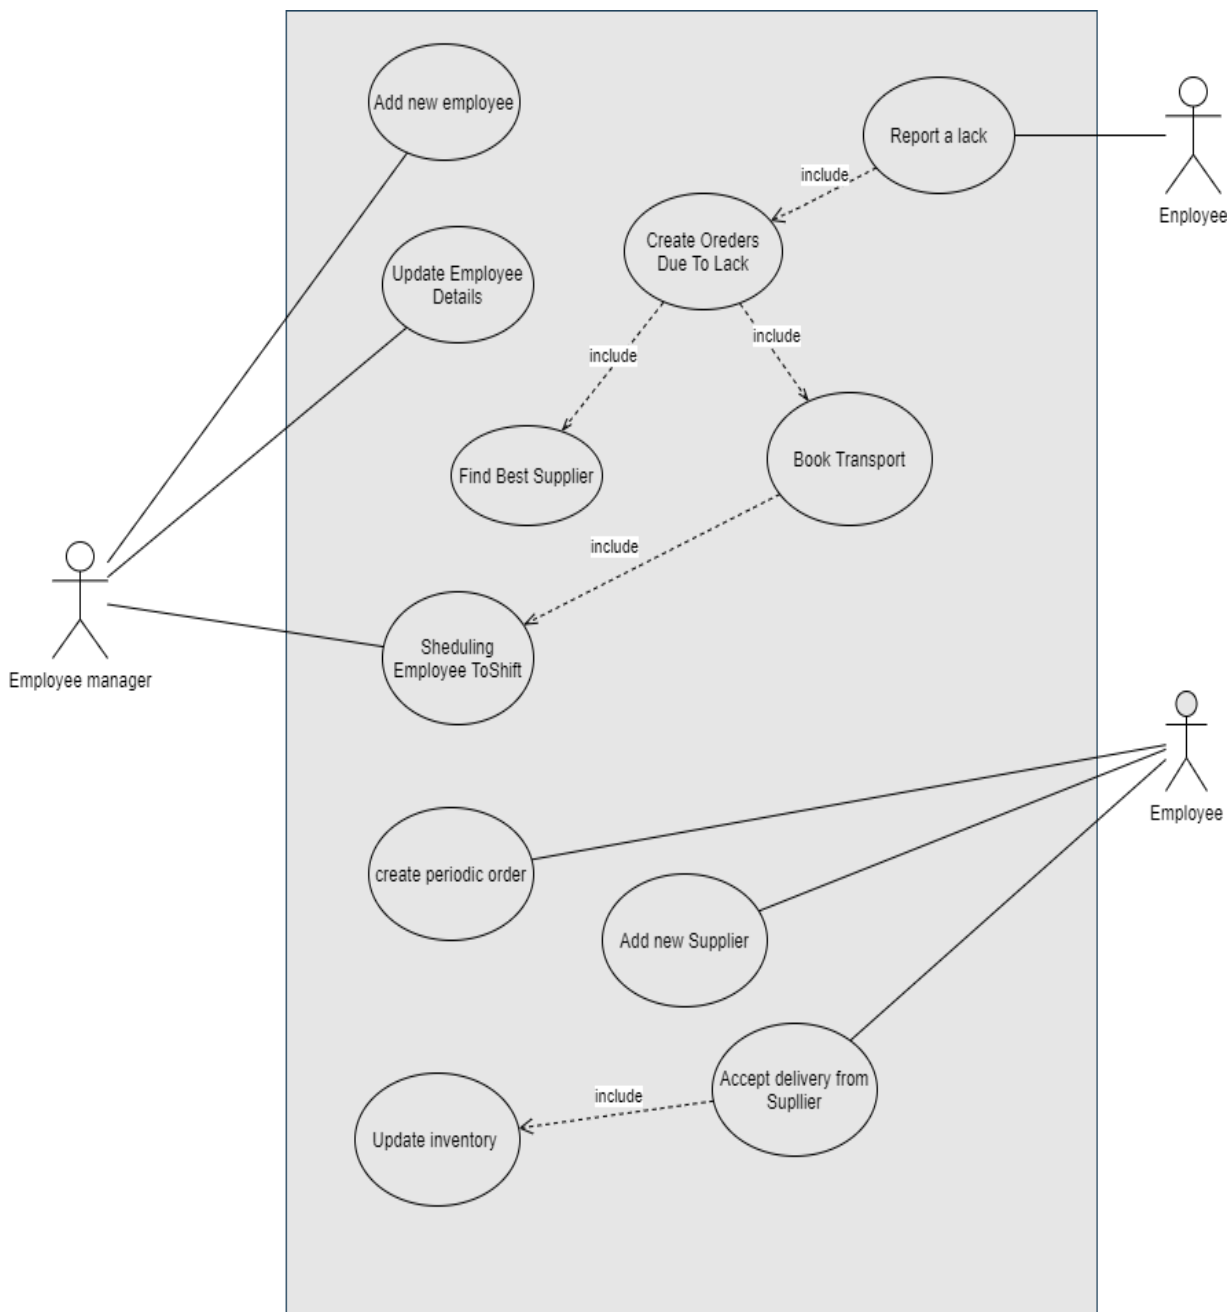 Add new employee
Report a lack
include
Enployee
Create Oreders
Due To Lack
Update Employee
Details
include
include
Find Best Supplier
Book Transport
include
Sheduling
Employee ToShift
Employee manager
Employee
create periodic order
Add new Supplier
Accept delivery from
Supllier
include
Update inventory